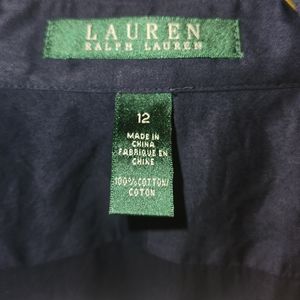 LAUREN
RALPH LAUREN
12
MADE IN
CHINA
FABRIQUE EN
CHINE
100% COTTON/
COTON